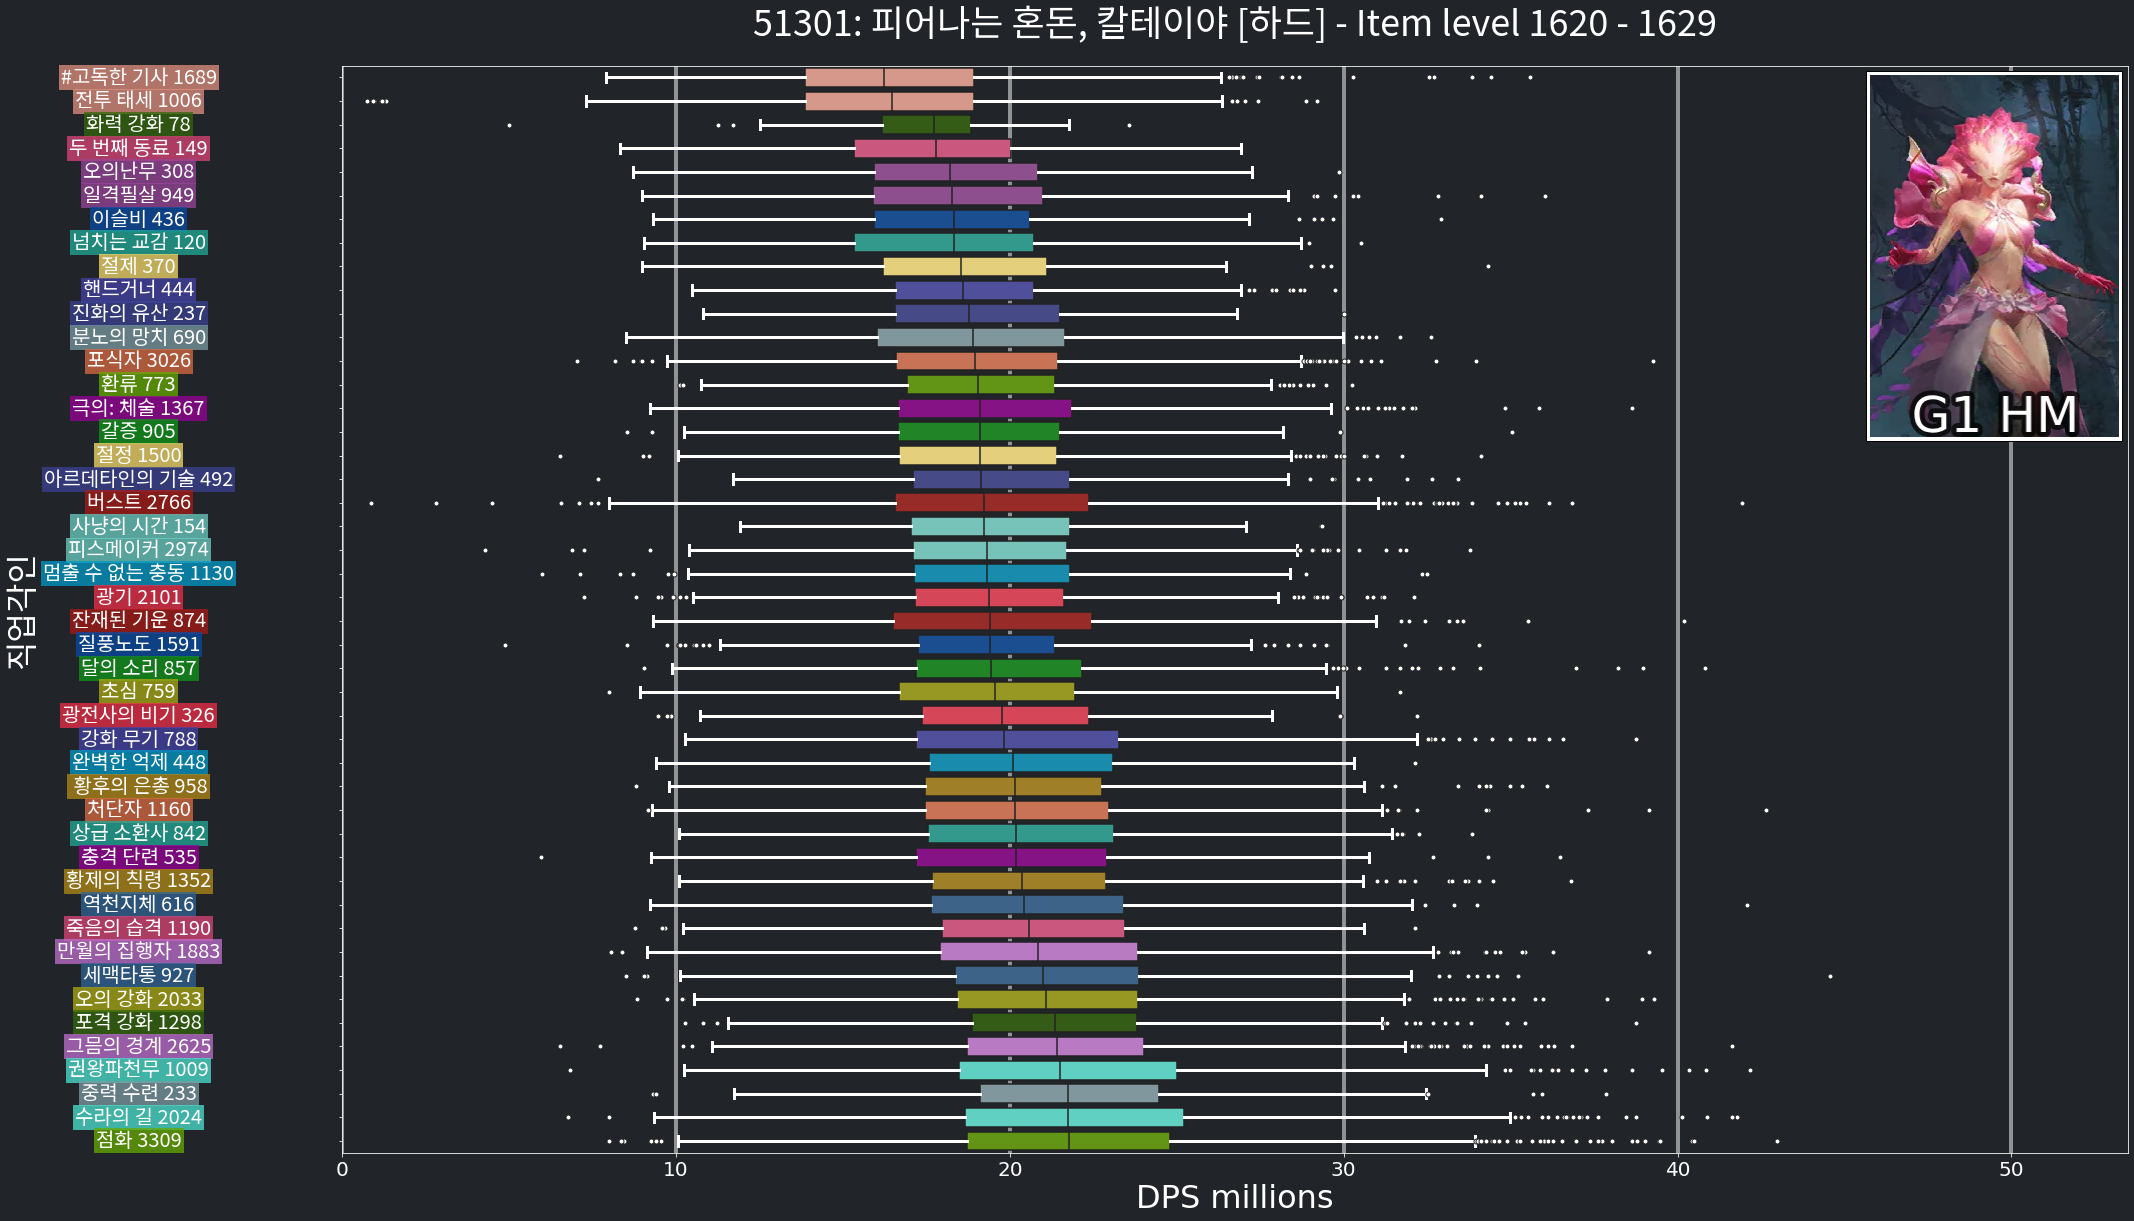 51301: 피어나는 혼돈, 칼테이야 [하드] - Item level 1620 - 1629
#고독한 기사 1689
전투 태세 1006
화력 강화 78
두 번째 동료 149
오의난무 308
일격필살 949
이슬비 436
넘치는 교감 120
절제 370
핸드거너 444
진화의 유산 237
분노의 망치 690
포식자 3026
환류 773
극의: 체술 1367
갈증 905
절정 1500
아르데타인의 기술 492
버스트 2766
사냥의 시간 154
피스메이커 2974
멈출 수 없는 충동 1130
광기 2101
잔재된 기운 874
질풍노도 1591
달의 소리 857
초심 759
광전사의 비기 326
강화 무기 788
완벽한 억제 448
황후의 은총 958
처단자 1160
상급 소환사 842
충격 단련 535
황제의 칙령 1352
역천지체 616
죽음의 습격 1190
만월의 집행자 1883
세맥타통 927
오의 강화 2033
포격 강화 1298
그믐의 경계 2625
권왕파천무 1009
중력 수련 233
수라의 길 2024
점화 3309
직업각인
G1 HM
0 10 20 30 40 50
DPS millions